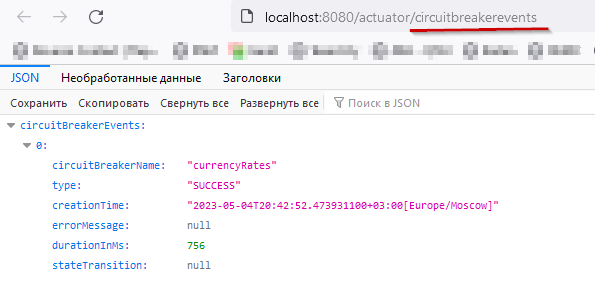 localhost:8080/actuator/circuitbreakerevents
JSON Необработанные данные Заголовки
Сохранить Скопировать Свернуть все Развернуть все Поиск в JSON
circuitBreakerEvents:
0:
circuitBreakerName: "currencyRates"
type: "SUCCESS"
creationTime: "2023-05-04T20:42:52.473931100+03:00[Europe/Moscow]"
errorMessage: null
durationInMs: 756
stateTransition: null